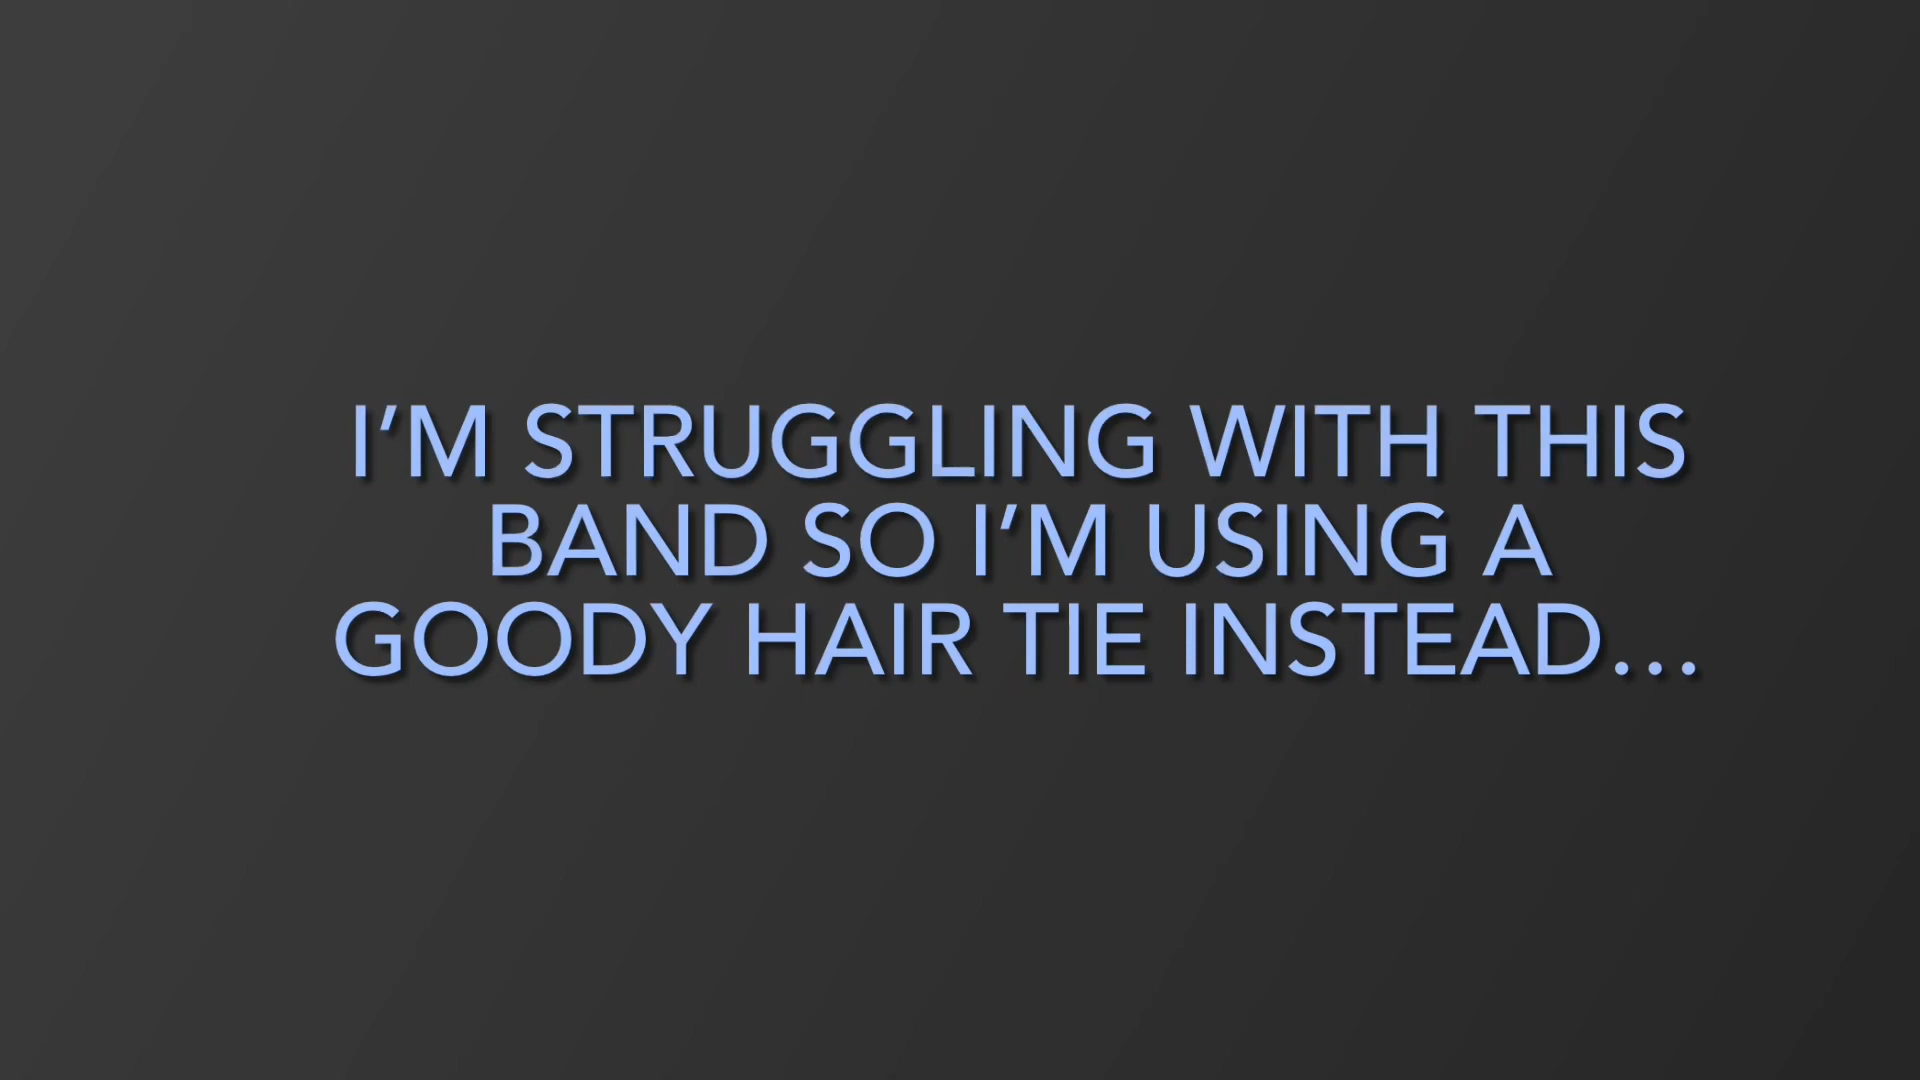 I’M STRUGGLING WITH THIS
BAND SO I’M USING A
GOODY HAIR TIE INSTEAD...